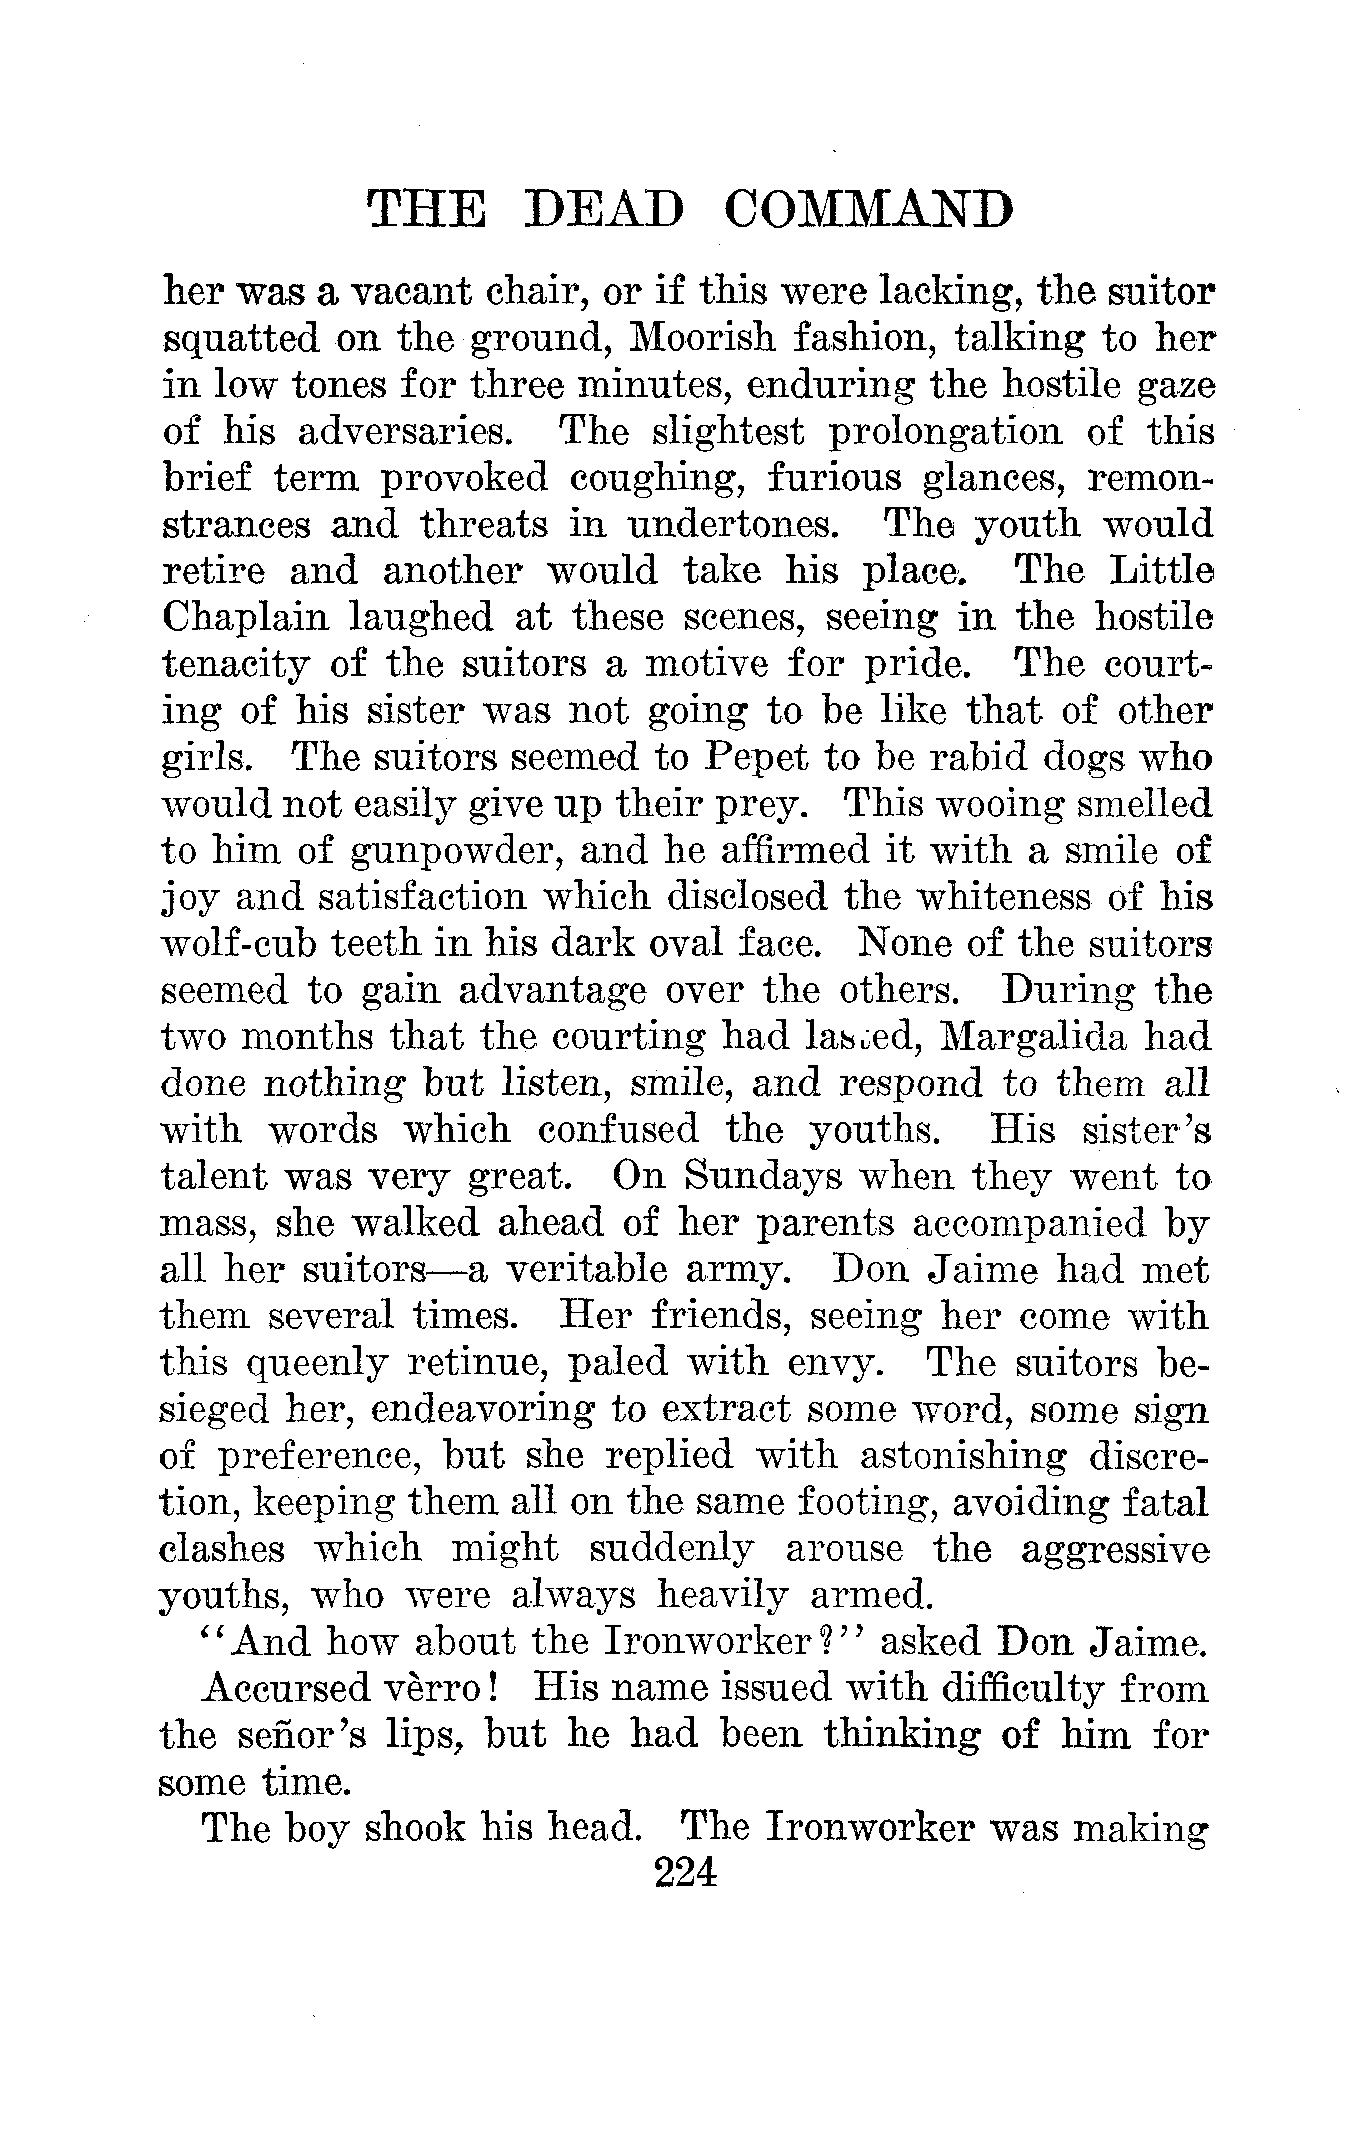 THE DEAD COMMAND
her was a vacant chair, or if this were lacking, the suitor
squatted on the ground, Moorish fashion, talking to her
in low tones for three minutes, enduring the hostile gaze
of his adversaries. The slightest prolongation of this
brief term provoked coughing, furious glances, remon-
strances and threats in undertones. The youth would
retire and another would take his place. The Little
Chaplain laughed at these scenes, seeing in the hostile
tenacity of the suitors a motive for pride. The court-
ing of his sister was not going to be like that of other
girls. The suitors seemed to Pepet to be rabid dogs who
would not easily give up their prey. This wooing smelled
to him of gunpowder, and he affirmed it with a smile of
joy and satisfaction which disclosed the whiteness of his
wolf-cub teeth in his dark oval face. None of the suitors
seemed to gain advantage over the others. During the
two months that the courting had lasted, Margalida had
done nothing but listen, smile, and respond to them all
with words which confused the youths. His sister's
talent was very great. On Sundays when they went to
mass, she walked ahead of her parents accompanied by
all her suitors—a veritable army. Don Jaime had met
them several times. Her friends, seeing her come with
this queenly retinue, paled with envy. The suitors be-
sieged her, endeavoring to extract some word, some sign
of preference, but she replied with astonishing discre-
tion, keeping them all on the same footing, avoiding fatal
clashes which might suddenly arouse the aggressive
youths, who were always heavily armed.
"And how about the Ironworker?" asked Don Jaime.
Accursed vèrro! His name issued with difficulty from
the señor's lips, but he had been thinking of him for
some time.
The boy shook his head. The Ironworker was making
224